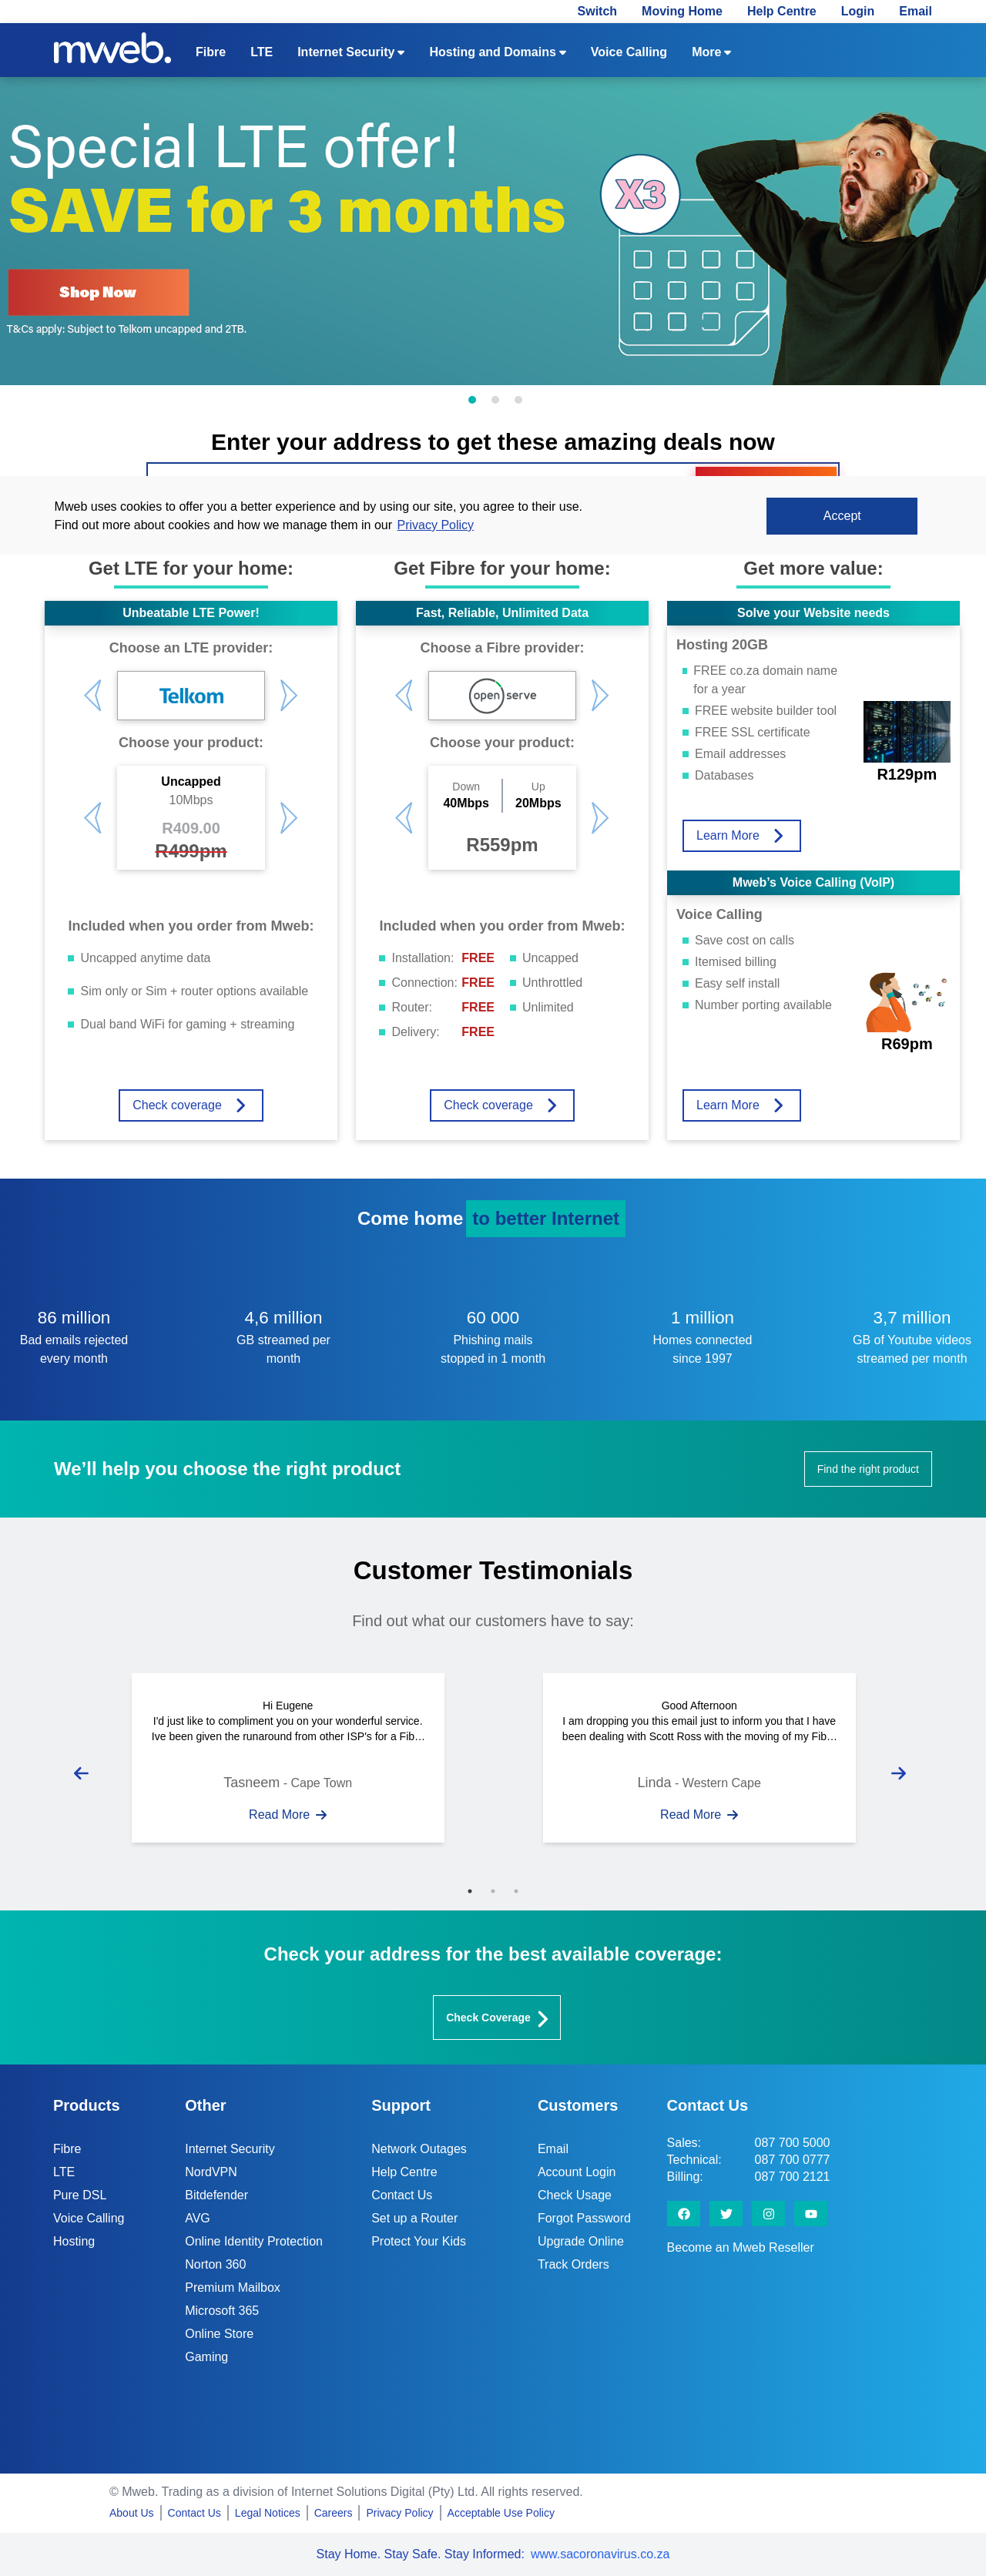 Switch Moving Home Help Centre Login Email
mweb. Fibre LTE Internet Security Hosting and Domains Voice Calling More
Special LTE offer!
SAVE for 3 months
X3
Shop Now
T&Cs apply: Subject to Telkom uncapped and 2TB.
Enter your address to get these amazing deals now
Mweb uses cookies to offer you a better experience and by using our site, you agree to their use.
Find out more about cookies and how we manage them in our Privacy Policy
Accept
Get LTE for your home:
Unbeatable LTE Power!
Choose an LTE provider:
Telkom
Choose your product:
Uncapped
10Mbps
R409.00
R499pm
Included when you order from Mweb:
Uncapped anytime data
Sim only or Sim + router options available
Dual band WiFi for gaming + streaming
Check coverage
Get Fibre for your home:
Fast, Reliable, Unlimited Data
Choose a Fibre provider:
open serve
Choose your product:
Down Up
40Mbps 20Mbps
R559pm
Included when you order from Mweb:
Installation: FREE Uncapped
Connection: FREE Unthrottled
Router: FREE Unlimited
Delivery: FREE
Check coverage
Get more value:
Solve your Website needs
Hosting 20GB
FREE co.za domain name
for a year
FREE website builder tool
FREE SSL certificate
Email addresses
Databases
R129pm
Learn More
Mweb's Voice Calling (VoIP)
Voice Calling
Save cost on calls
Itemised billing
Easy self install
Number porting available
R69pm
Learn More
Come home to better Internet
86 million
Bad emails rejected
every month
4,6 million
GB streamed per
month
60 000
Phishing mails
stopped in 1 month
1 million
Homes connected
since 1997
3,7 million
GB of Youtube videos
streamed per month
We'll help you choose the right product
Find the right product
Customer Testimonials
Find out what our customers have to say:
Hi Eugene
I'd just like to compliment you on your wonderful service.
Ive been given the runaround from other ISP's for a Fib…
Tasneem - Cape Town
Read More
Good Afternoon
I am dropping you this email just to inform you that I have
been dealing with Scott Ross with the moving of my Fib…
Linda - Western Cape
Read More
Check your address for the best available coverage:
Check Coverage
Products
Fibre
LTE
Pure DSL
Voice Calling
Hosting
Other
Internet Security
NordVPN
Bitdefender
AVG
Online Identity Protection
Norton 360
Premium Mailbox
Microsoft 365
Online Store
Gaming
Support
Network Outages
Help Centre
Contact Us
Set up a Router
Protect Your Kids
Customers
Email
Account Login
Check Usage
Forgot Password
Upgrade Online
Track Orders
Contact Us
Sales: 087 700 5000
Technical: 087 700 0777
Billing: 087 700 2121
Become an Mweb Reseller
© Mweb. Trading as a division of Internet Solutions Digital (Pty) Ltd. All rights reserved.
About Us Contact Us Legal Notices Careers Privacy Policy Acceptable Use Policy
Stay Home. Stay Safe. Stay Informed: www.sacoronavirus.co.za